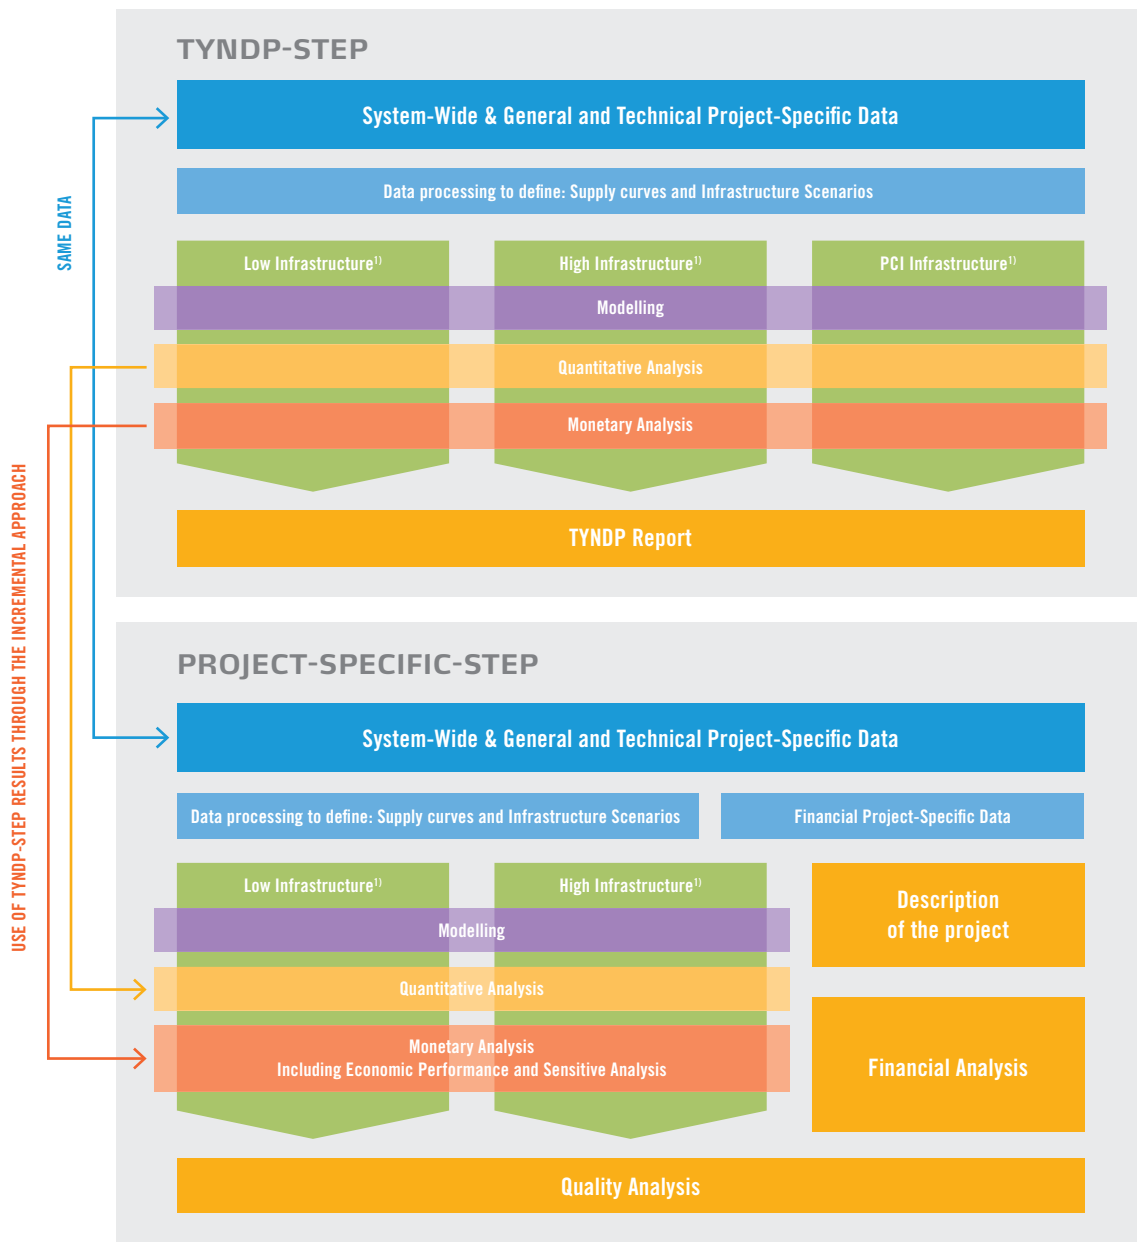 TYNDP-STEP
System-Wide & General and Technical Project-Specific Data
Data processing to define: Supply curves and Infrastructure Scenarios
SAME DATA
Low Infrastructure1)
High Infrastructure1)
PCI Infrastructure1)
Modelling
Quantitative Analysis
Monetary Analysis
TYNDP Report
USE OF TYNDP-STEP RESULTS THROUGH THE INCREMENTAL APPROACH
PROJECT-SPECIFIC-STEP
System-Wide & General and Technical Project-Specific Data
Data processing to define: Supply curves and Infrastructure Scenarios
Financial Project-Specific Data
Low Infrastructure1)
High Infrastructure1)
Description
of the project
Modelling
Quantitative Analysis
Monetary Analysis
Including Economic Performance and Sensitive Analysis
Financial Analysis
Quality Analysis